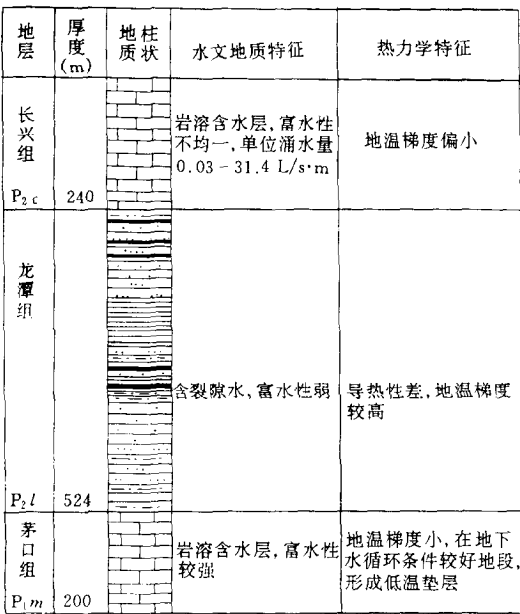 地层
厚度(m)
地质柱状
水文地质特征
热力学特征
长兴组
P₂c
240
岩溶含水层,富水性
不均一,单位涌水量
0.03-31.4 L/s·m
地温梯度偏小
龙潭组
P₂l
524
含裂隙水,富水性弱
导热性差,地温梯度
较高
茅口组
P₁m
200
岩溶含水层,富水性
较强
地温梯度小,在地下
水循环条件较好地段,
形成低温垫层